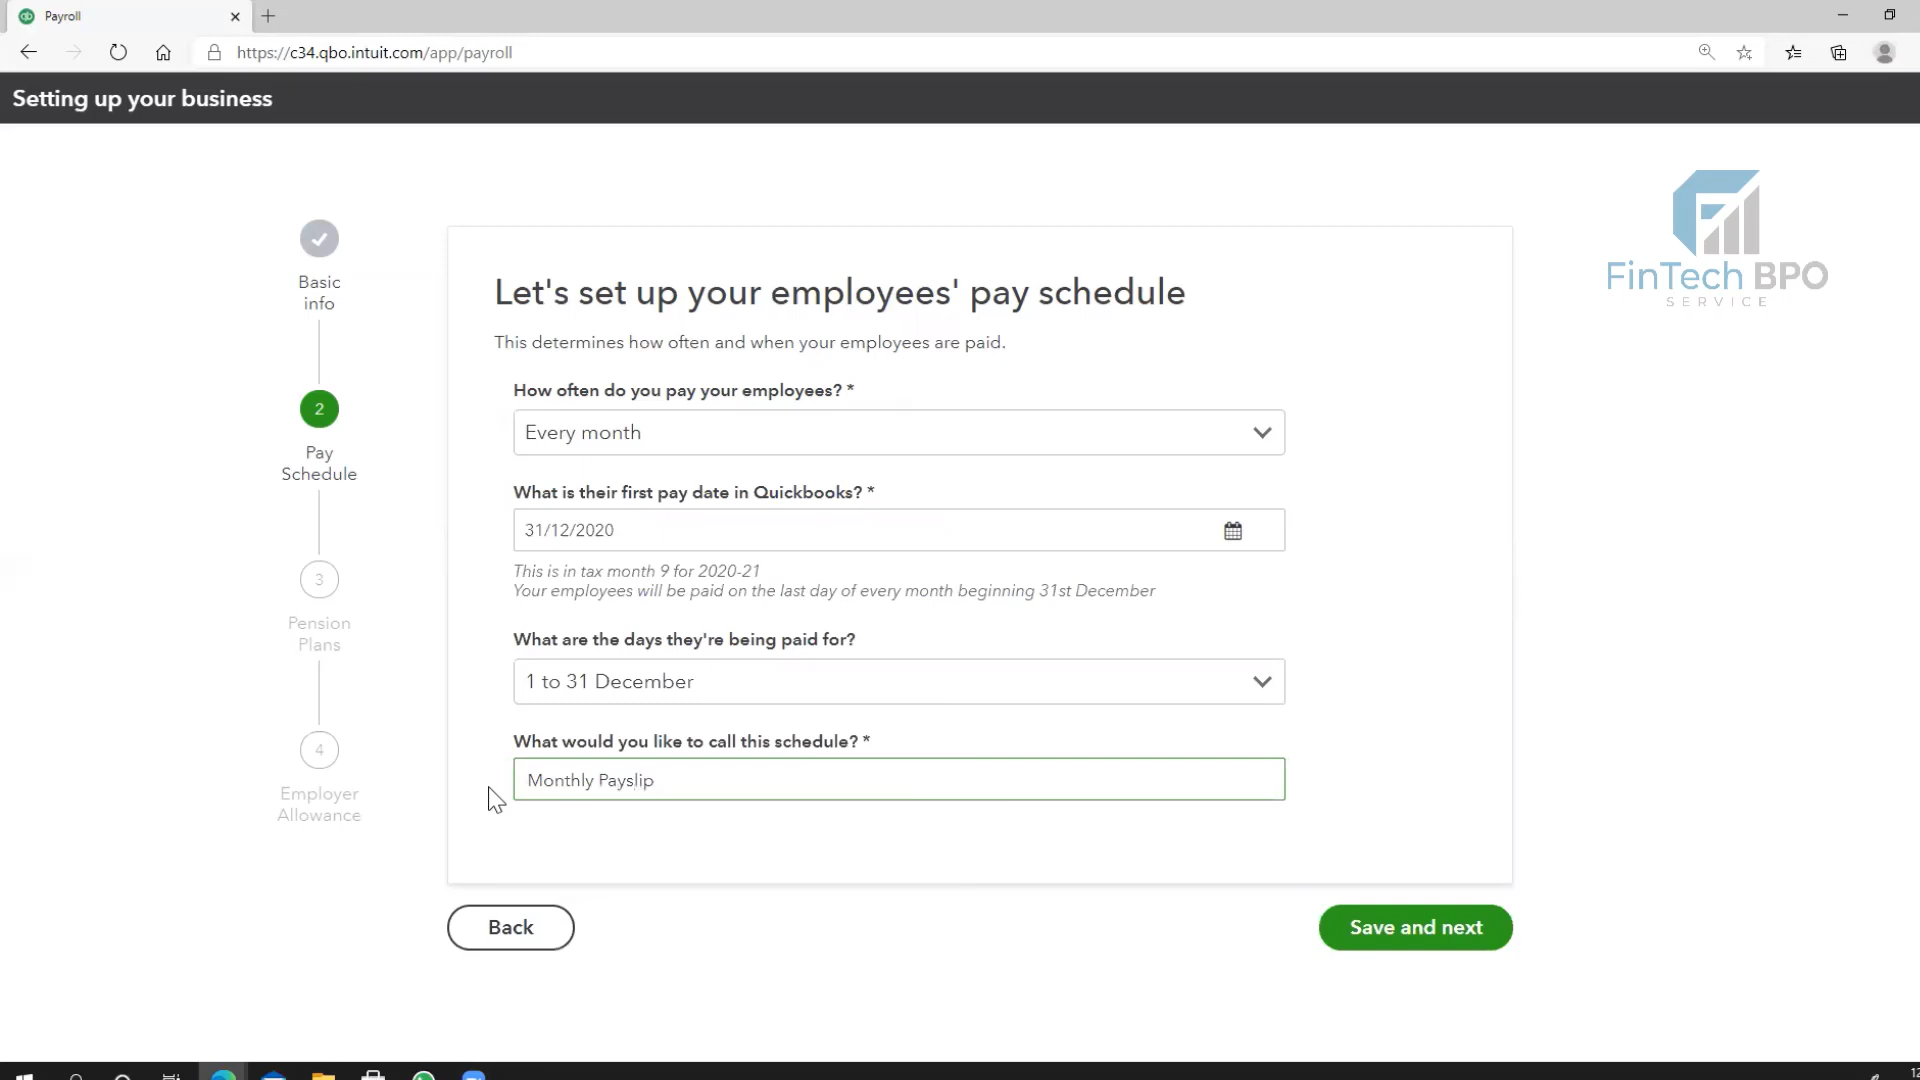 Payroll
https://c34.qbo.intuit.com/app/payroll
Setting up your business
FinTech BPO
SERVICE
Basic
info
2
Pay
Schedule
3
Pension
Plans
4
Employer
Allowance
Let's set up your employees' pay schedule
This determines how often and when your employees are paid.
How often do you pay your employees? *
Every month
What is their first pay date in Quickbooks? *
31/12/2020
This is in tax month 9 for 2020-21
Your employees will be paid on the last day of every month beginning 31st December
What are the days they're being paid for?
1 to 31 December
What would you like to call this schedule? *
Monthly Payslip
Back
Save and next